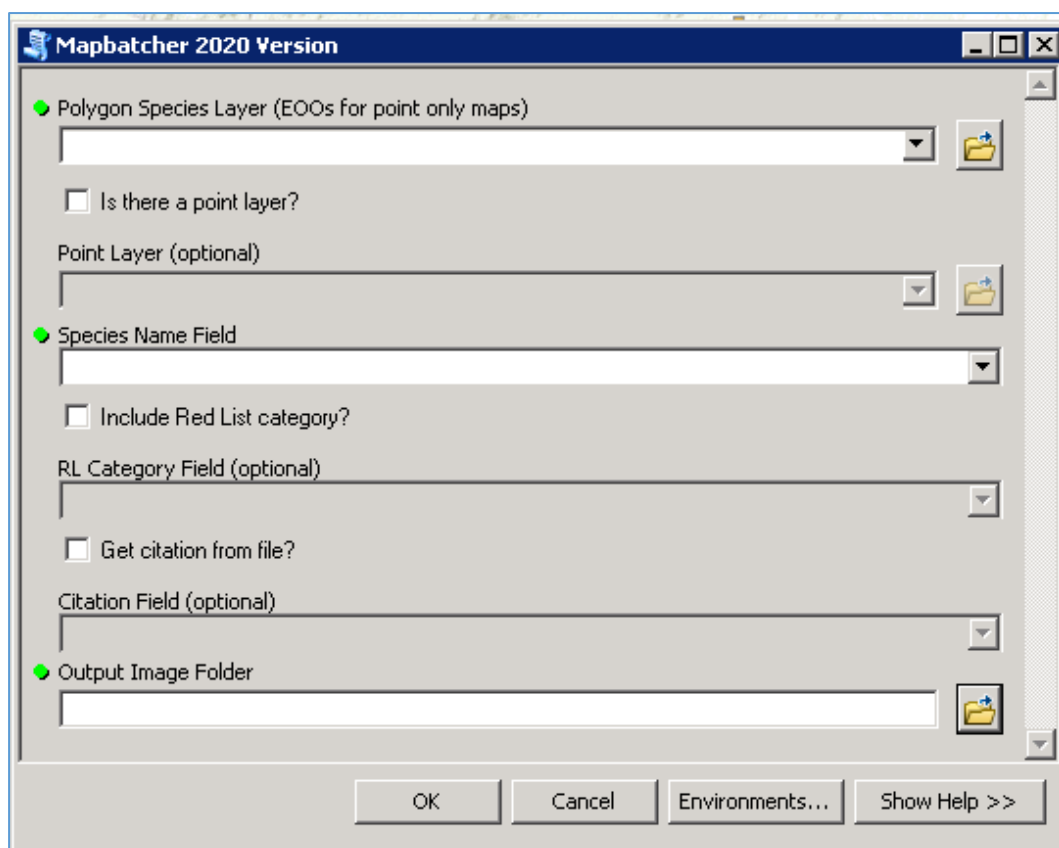 Mapbatcher 2020 Version
Polygon Species Layer (EOOs for point only maps)
Is there a point layer?
Point Layer (optional)
Species Name Field
Include Red List category?
RL Category Field (optional)
Get citation from file?
Citation Field (optional)
Output Image Folder
OK Cancel Environments... Show Help >>